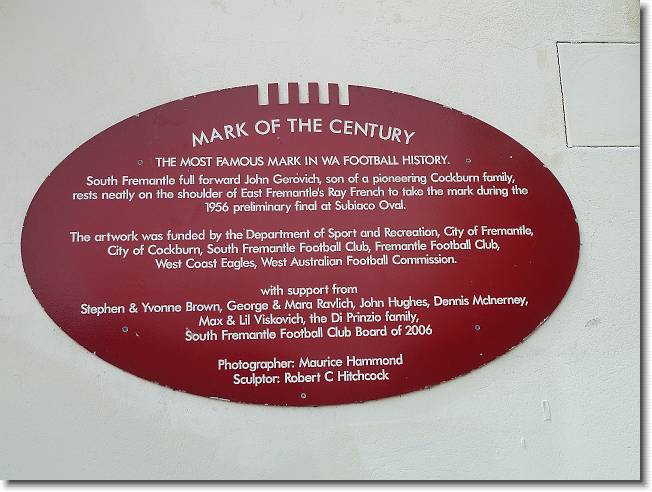 MARK OF THE CENTURY
THE MOST FAMOUS MARK IN WA FOOTBALL HISTORY.
South Fremantle full forward John Gerovich, son of a pioneering Cockburn family,
rests neatly on the shoulder of East Fremantle's Ray French to take the mark during the
1956 preliminary final at Subiaco Oval.
The artwork was funded by the Department of Sport and Recreation, City of Fremantle,
City of Cockburn, South Fremantle Football Club, Fremantle Football Club,
West Coast Eagles, West Australian Football Commission.
with support from
Stephen & Yvonne Brown, George & Mara Ravlich, John Hughes, Dennis McInerney,
Max & Lil Viskovich, the Di Prinzio family,
South Fremantle Football Club Board of 2006
Photographer: Maurice Hammond
Sculptor: Robert C Hitchcock